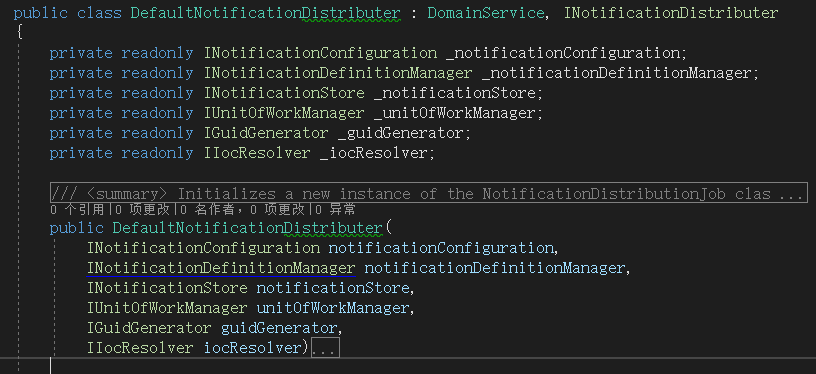 public class DefaultNotificationDistributer : DomainService, INotificationDistributer
{
private readonly INotificationConfiguration _notificationConfiguration;
private readonly INotificationDefinitionManager _notificationDefinitionManager;
private readonly INotificationStore _notificationStore;
private readonly IUnitOfWorkManager _unitOfWorkManager;
private readonly IGuidGenerator _guidGenerator;
private readonly IIocResolver _iocResolver;
/// <summary> Initializes a new instance of the NotificationDistributionJob clas ...
0 个引用|0 项更改|0 名作者，0 项更改|0 异常
public DefaultNotificationDistributer(
INotificationConfiguration notificationConfiguration,
INotificationDefinitionManager notificationDefinitionManager,
INotificationStore notificationStore,
IUnitOfWorkManager unitOfWorkManager,
IGuidGenerator guidGenerator,
IIocResolver iocResolver)...